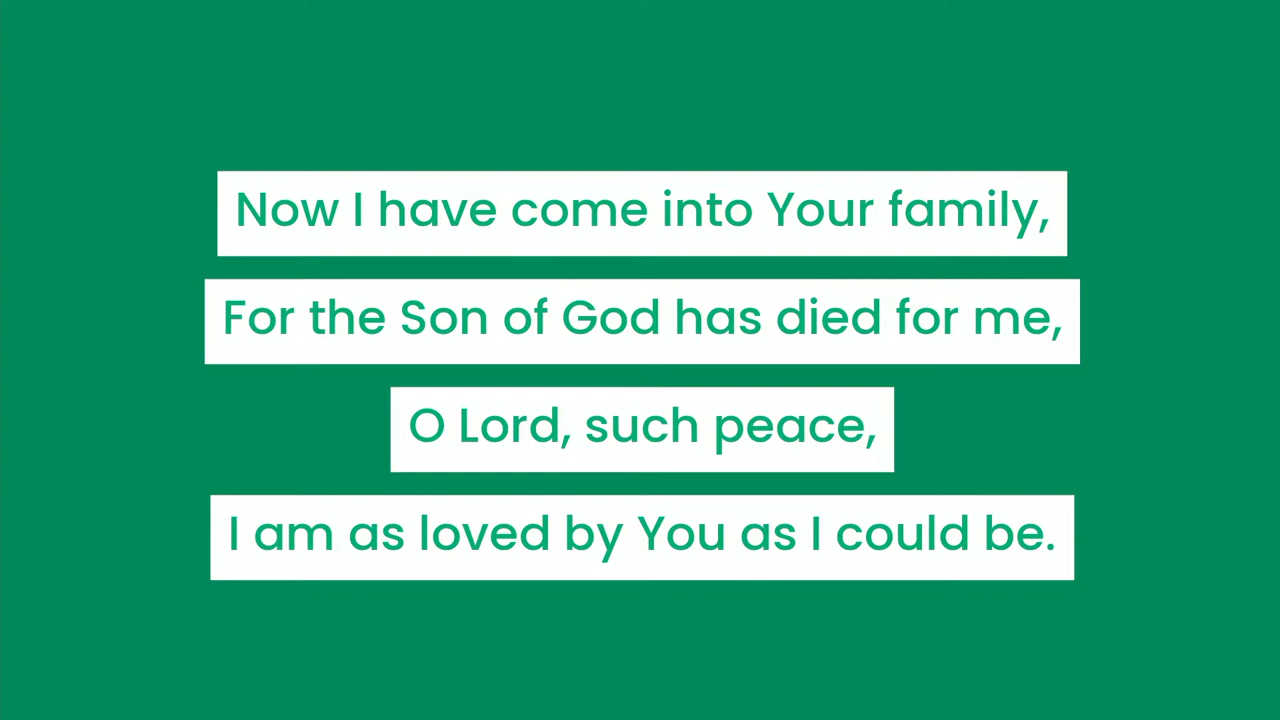 Now I have come into Your family,
For the Son of God has died for me,
O Lord, such peace,
I am as loved by You as I could be.